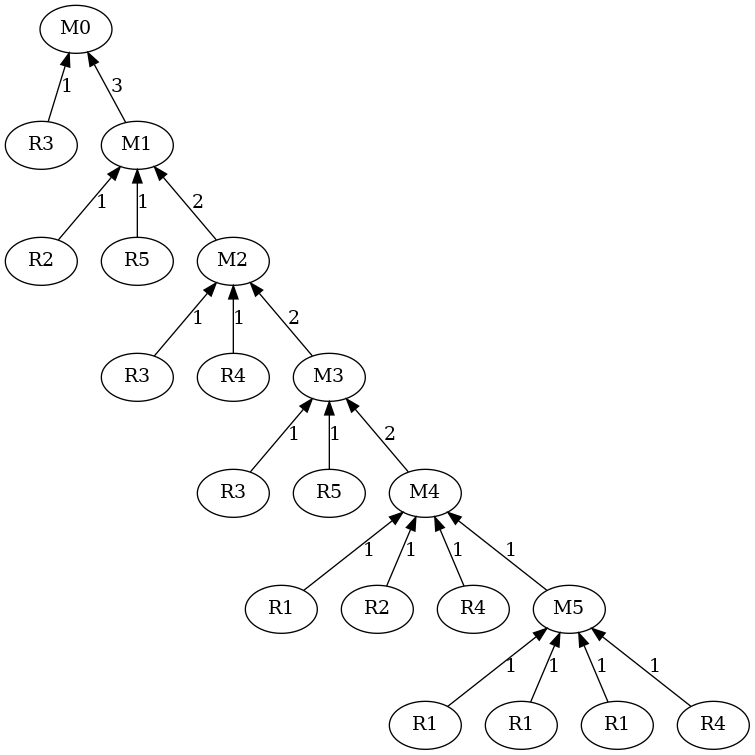 M0
1 3
R3 M1
1 1 2
R2 R5 M2
1 1 2
R3 R4 M3
1 1 2
R3 R5 M4
1 1 1 1
R1 R2 R4 M5
1 1 1 1
R1 R1 R1 R4